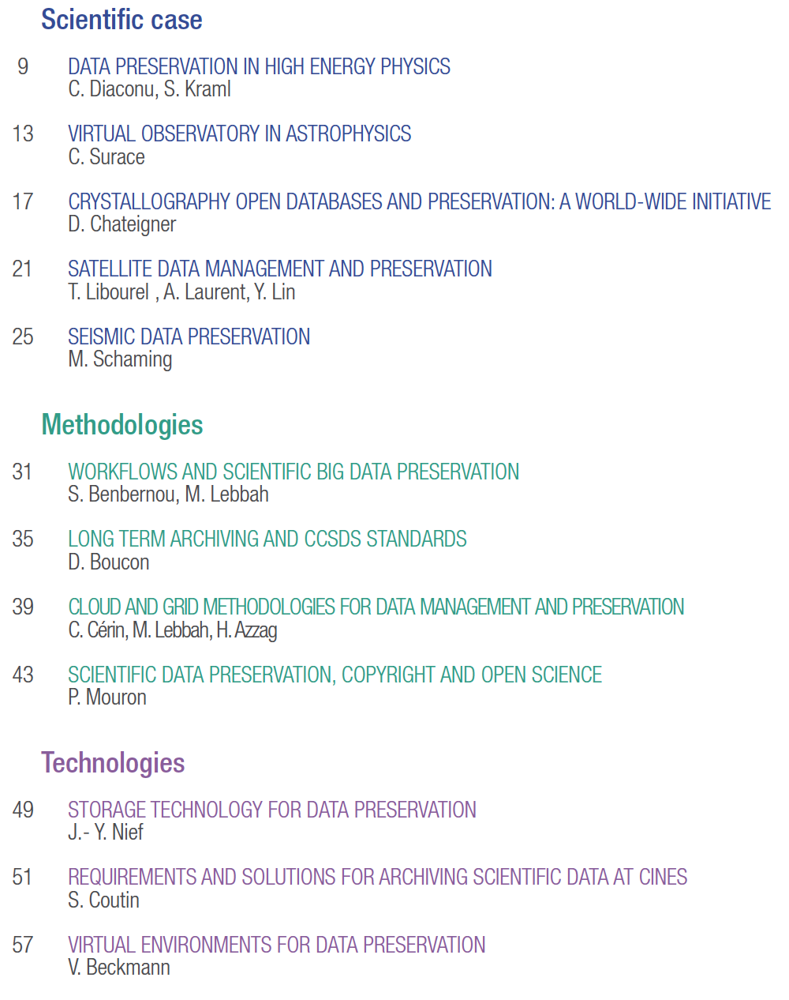 Scientific case
9 DATA PRESERVATION IN HIGH ENERGY PHYSICS
C. Diaconu, S. Kraml
13 VIRTUAL OBSERVATORY IN ASTROPHYSICS
C. Surace
17 CRYSTALLOGRAPHY OPEN DATABASES AND PRESERVATION: A WORLD-WIDE INITIATIVE
D. Chateigner
21 SATELLITE DATA MANAGEMENT AND PRESERVATION
T. Libourel , A. Laurent, Y. Lin
25 SEISMIC DATA PRESERVATION
M. Schaming
Methodologies
31 WORKFLOWS AND SCIENTIFIC BIG DATA PRESERVATION
S. Benbernou, M. Lebbah
35 LONG TERM ARCHIVING AND CCSDS STANDARDS
D. Boucon
39 CLOUD AND GRID METHODOLOGIES FOR DATA MANAGEMENT AND PRESERVATION
C. Cérin, M. Lebbah, H. Azzag
43 SCIENTIFIC DATA PRESERVATION, COPYRIGHT AND OPEN SCIENCE
P. Mouron
Technologies
49 STORAGE TECHNOLOGY FOR DATA PRESERVATION
J.- Y. Nief
51 REQUIREMENTS AND SOLUTIONS FOR ARCHIVING SCIENTIFIC DATA AT CINES
S. Coutin
57 VIRTUAL ENVIRONMENTS FOR DATA PRESERVATION
V. Beckmann